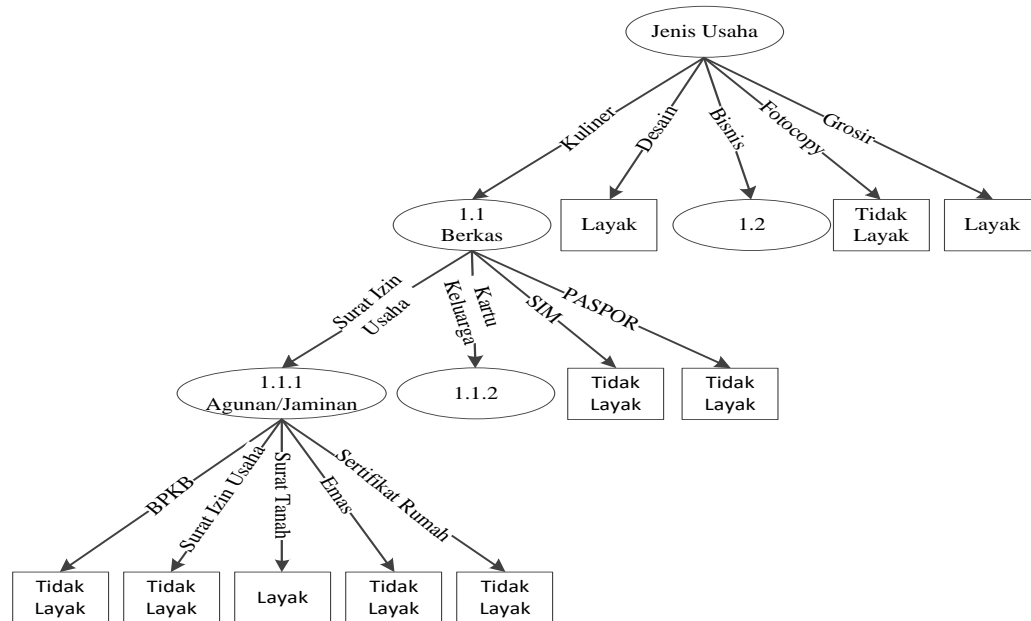 Jenis Usaha
Kuliner
Desain
Bisnis
Fotocopy
Grosir
1.1
Berkas
Layak
1.2
Tidak
Layak
Layak
Surat Izin
Usaha
Kartu
Keluarga
SIM
PASPOR
1.1.1
Agunan/Jaminan
1.1.2
Tidak
Layak
Tidak
Layak
BPKB
Surat Izin Usaha
Surat Tanah
Emas
Sertifikat Rumah
Tidak
Layak
Tidak
Layak
Layak
Tidak
Layak
Tidak
Layak